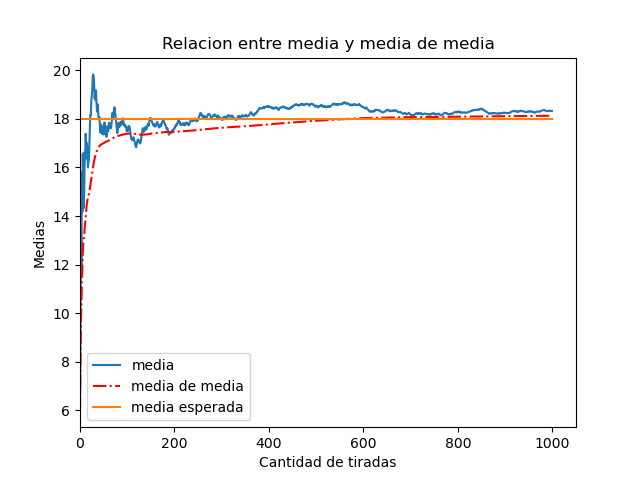 Relacion entre media y media de media
Medias
20
18
16
14
12
10
8
6
media
media de media
media esperada
0 200 400 600 800 1000
Cantidad de tiradas